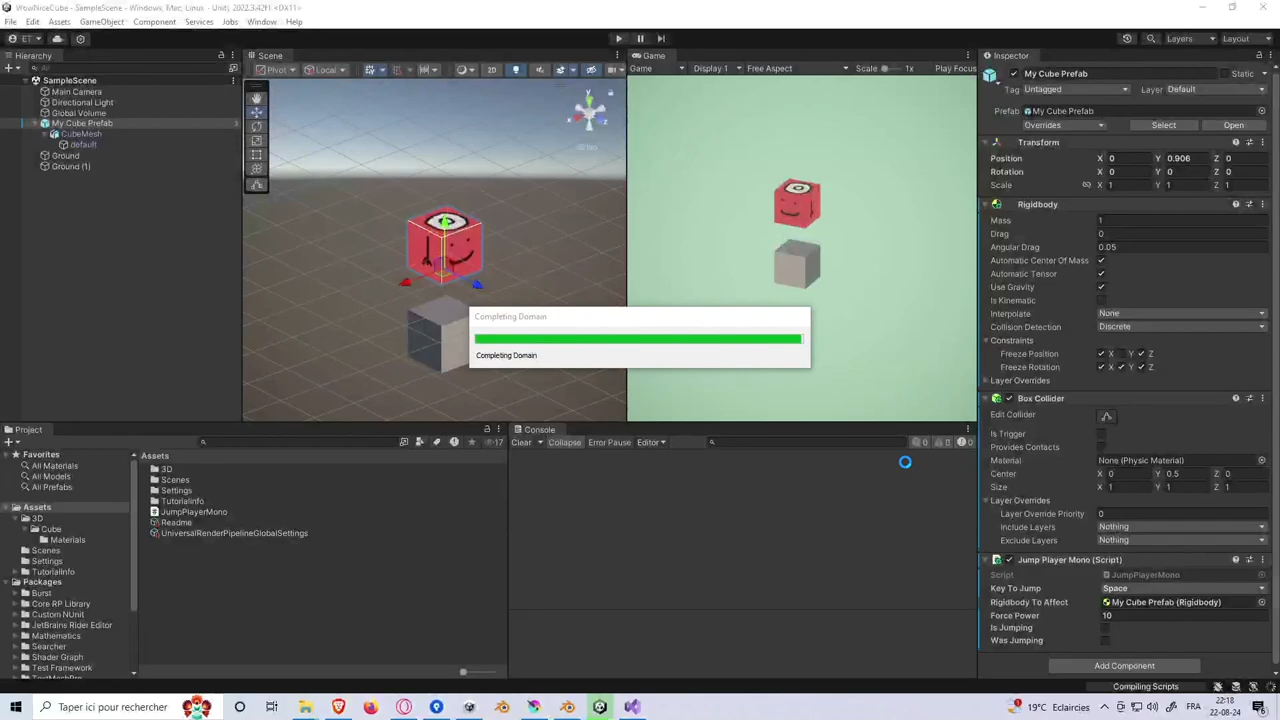 WowNiceCube - SampleScene - Windows, Mac, Linux - Unity 2022.3.42f1 <DX11>
File Edit Assets GameObject Component Services Jobs Window Help
ET Layers Layout
Hierarchy Scene Game Inspector
All Pivot Local 2D Game Display 1 Free Aspect Scale 1x Play Focus
SampleScene
Main Camera
Directional Light
Global Volume
My Cube Prefab
CubeMesh
default
Ground
Ground (1)
y
x
z
Iso
Completing Domain
Completing Domain
My Cube Prefab Static
Tag Untagged Layer Default
Prefab My Cube Prefab
Overrides Select Open
Transform
Position X 0 Y 0.906 Z 0
Rotation X 0 Y 0 Z 0
Scale X 1 Y 1 Z 1
Rigidbody
Mass 1
Drag 0
Angular Drag 0.05
Automatic Center Of Mass
Automatic Tensor
Use Gravity
Is Kinematic
Interpolate None
Collision Detection Discrete
Constraints
Freeze Position X Y Z
Freeze Rotation X Y Z
Layer Overrides
Box Collider
Edit Collider
Is Trigger
Provides Contacts
Material None (Physic Material)
Center X 0 Y 0.5 Z 0
Size X 1 Y 1 Z 1
Layer Overrides
Layer Override Priority 0
Include Layers Nothing
Exclude Layers Nothing
Jump Player Mono (Script)
Script JumpPlayerMono
Key To Jump Space
Rigidbody To Affect My Cube Prefab (Rigidbody)
Force Power 10
Is Jumping
Was Jumping
Add Component
Compiling Scripts
Project Console
17 Clear Collapse Error Pause Editor 0 0 0
Favorites
All Materials
All Models
All Prefabs
Assets
3D
Cube
Materials
Scenes
Settings
TutorialInfo
Packages
Burst
Core RP Library
Custom NUnit
JetBrains Rider Editor
Mathematics
Searcher
Shader Graph
Test Framework
TextMeshPro
Assets
3D
Scenes
Settings
TutorialInfo
JumpPlayerMono
Readme
UniversalRenderPipelineGlobalSettings
Taper ici pour rechercher
19°C Eclaircies FRA 22:18
22-08-24